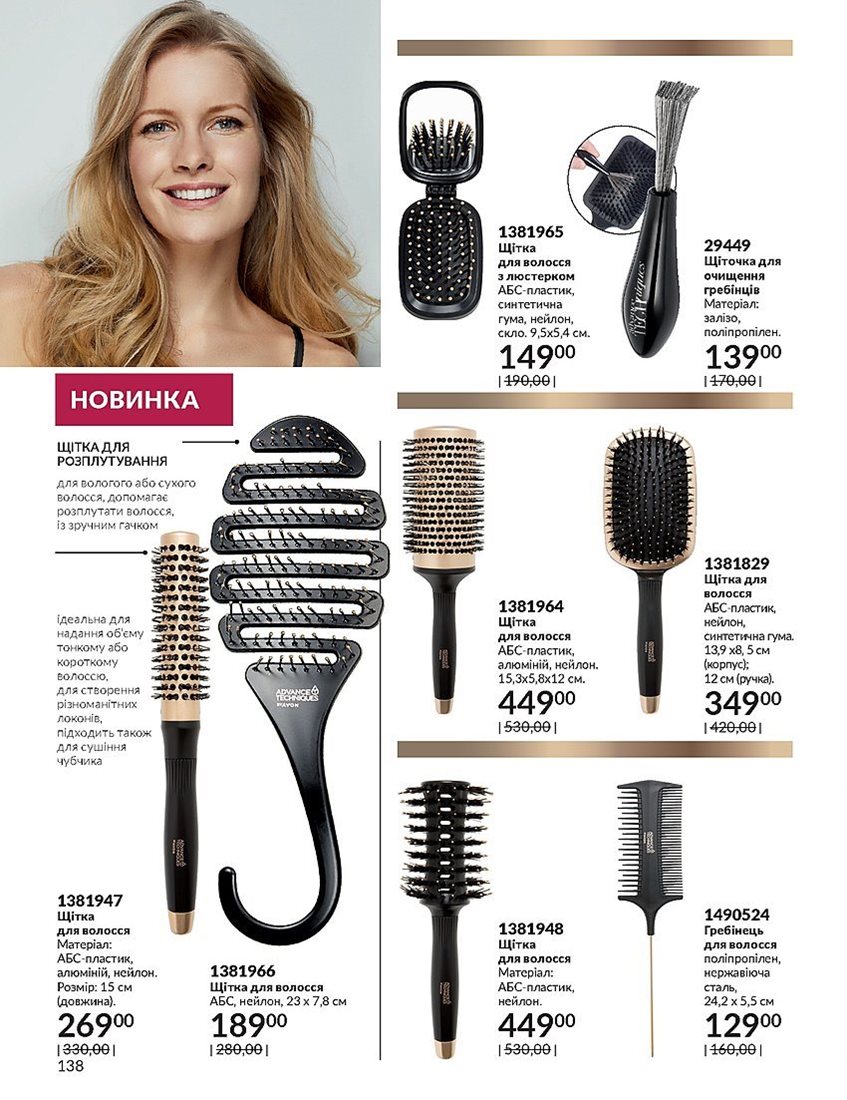 1381965
Щітка
для волосся
з люстерком
АБС-пластик,
синтетична
гума, нейлон,
скло. 9,5х5,4 см.
14900
|190,00|
advance
TECHniques
29449
Щіточка для
очищення
гребінців
Матеріал:
залізо,
поліпропілен.
13900
|170,00|
НОВИНКА
ЩІТКА ДЛЯ
РОЗПЛУТУВАННЯ
для вологого або сухого
волосся, допомагає
розплутати волосся,
із зручним гачком
ідеальна для
надання об'єму
тонкому або
короткому
волоссю,
для створення
різноманітних
локонів,
підходить також
для сушіння
чубчика
ADVANCE
TECHNIQUES
BY AVON
1381947
Щітка
для волосся
Матеріал:
АБС-пластик,
алюміній, нейлон.
Розмір: 15 см
(довжина).
26900
|330,00|
1381966
Щітка для волосся
АБС, нейлон, 23 х 7,8 см
18900
|280,00|
1381964
Щітка
для волосся
АБС-пластик,
алюміній, нейлон.
15,3х5,8х12 см.
44900
|530,00|
1381829
Щітка для
волосся
АБС-пластик,
нейлон,
синтетична гума.
13,9 х8, 5 см
(корпус);
12 см (ручка).
34900
|420,00|
1381948
Щітка
для волосся
Матеріал:
АБС-пластик,
нейлон.
44900
|530,00|
ADVANCE
TECHNIQUES
1490524
Гребінець
для волосся
поліпропілен,
нержавіюча
сталь,
24,2 х 5,5 см
12900
|160,00|
138